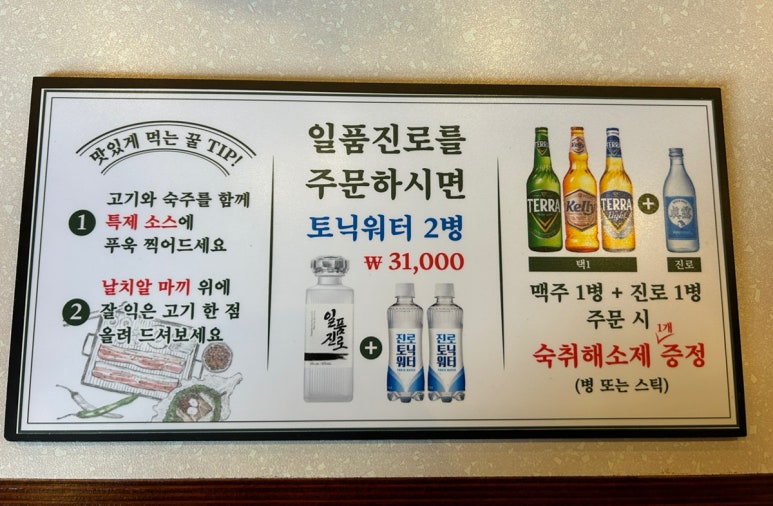 맛있게 먹는 꿀 TIP!
1
고기와 숙주를 함께
특제 소스에
푸욱 찍어드세요
2
날치알 마끼 위에
잘 익은 고기 한 점
올려 드셔보세요
일품진로를
주문하시면
토닉워터 2병
₩ 31,000
일품
진로
+
진로
토닉
워터
진로
토닉
워터
TERRA
Kelly
TERRA
Light
+
택1
진로
맥주 1병 + 진로 1병
주문 시
1개
숙취해소제 증정
(병 또는 스틱)